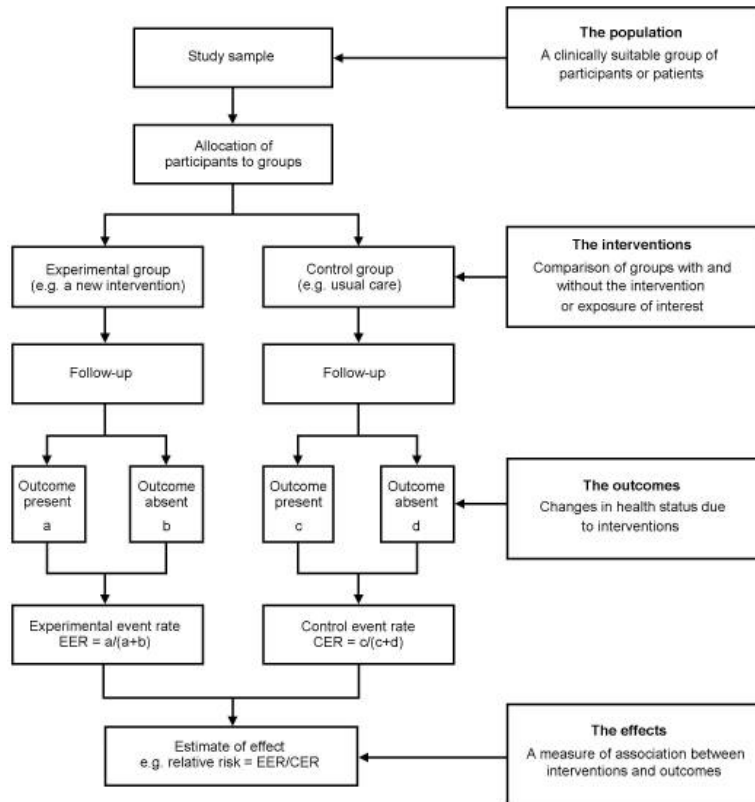 Study sample
The population
A clinically suitable group of
participants or patients
Allocation of
participants to groups
Experimental group
(e.g. a new intervention)
Control group
(e.g. usual care)
The interventions
Comparison of groups with and
without the intervention
or exposure of interest
Follow-up
Follow-up
Outcome
present
a
Outcome
absent
b
Outcome
present
c
Outcome
absent
d
The outcomes
Changes in health status due
to interventions
Experimental event rate
EER = a/(a+b)
Control event rate
CER = c/(c+d)
Estimate of effect
e.g. relative risk = EER/CER
The effects
A measure of association between
interventions and outcomes